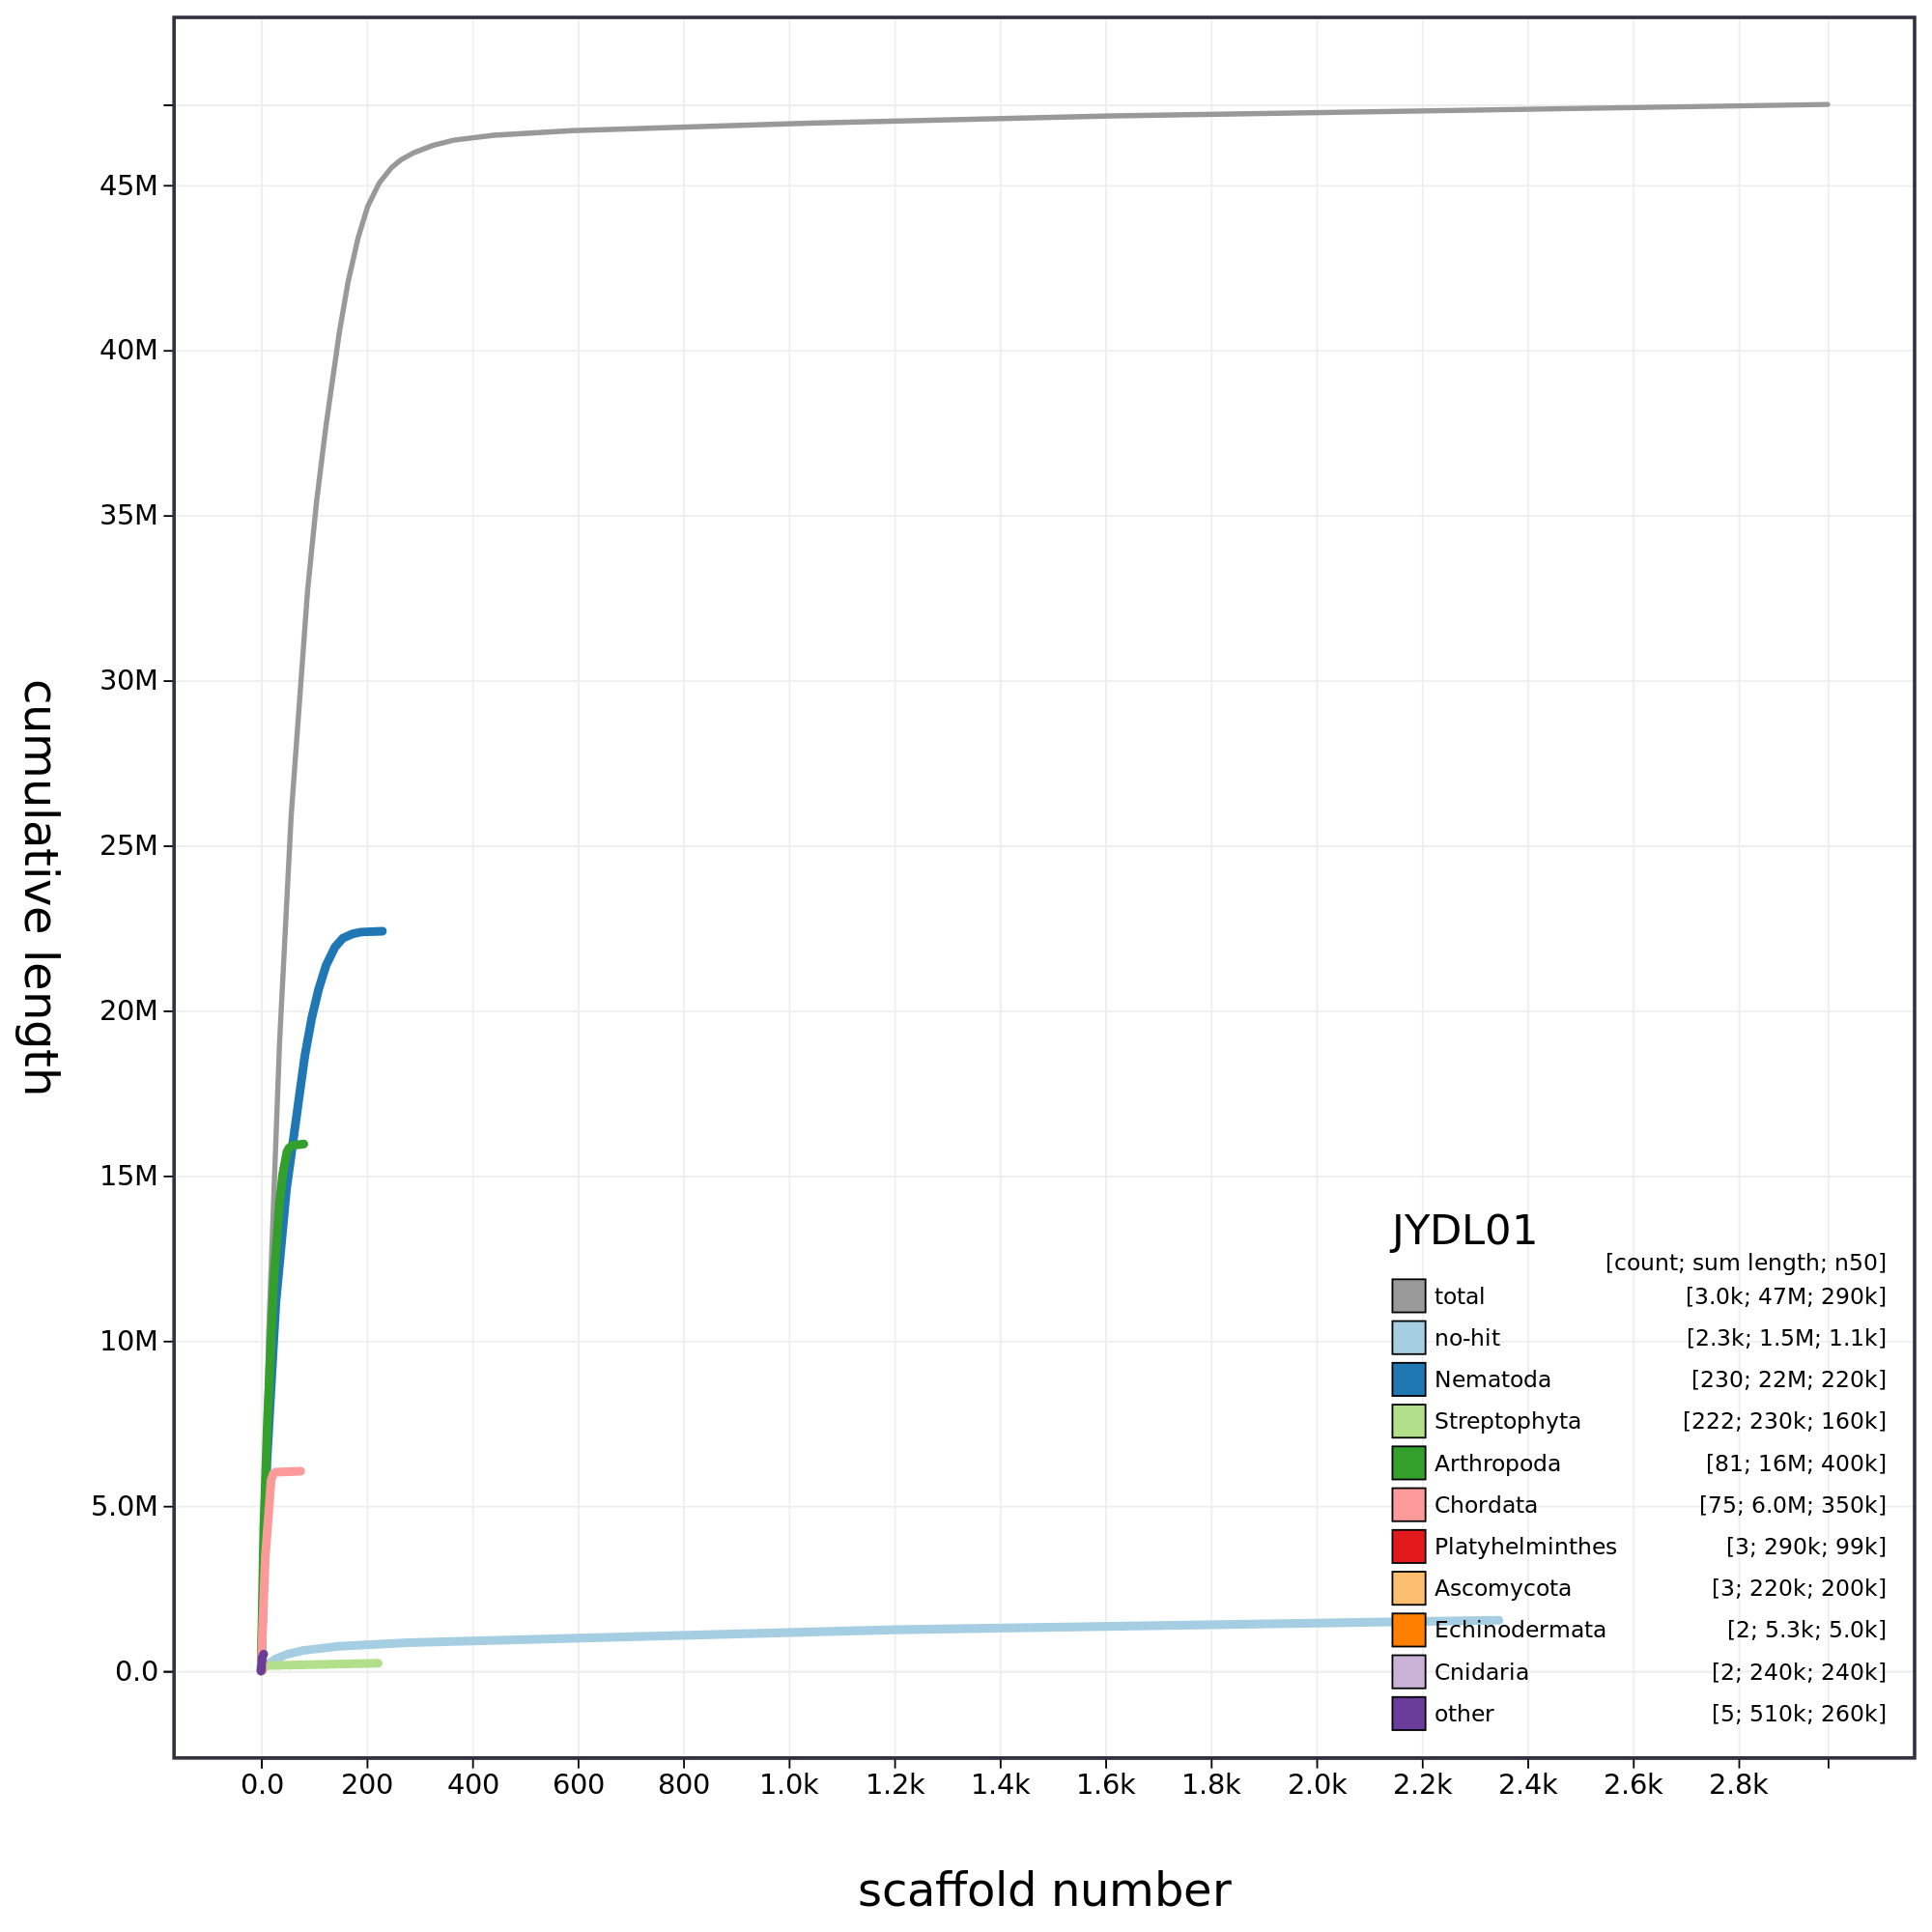 cumulative length
45M
40M
35M
30M
25M
20M
15M
10M
5.0M
0.0
JYDL01
[count; sum length; n50]
total [3.0k; 47M; 290k]
no-hit [2.3k; 1.5M; 1.1k]
Nematoda [230; 22M; 220k]
Streptophyta [222; 230k; 160k]
Arthropoda [81; 16M; 400k]
Chordata [75; 6.0M; 350k]
Platyhelminthes [3; 290k; 99k]
Ascomycota [3; 220k; 200k]
Echinodermata [2; 5.3k; 5.0k]
Cnidaria [2; 240k; 240k]
other [5; 510k; 260k]
0.0 200 400 600 800 1.0k 1.2k 1.4k 1.6k 1.8k 2.0k 2.2k 2.4k 2.6k 2.8k
scaffold number